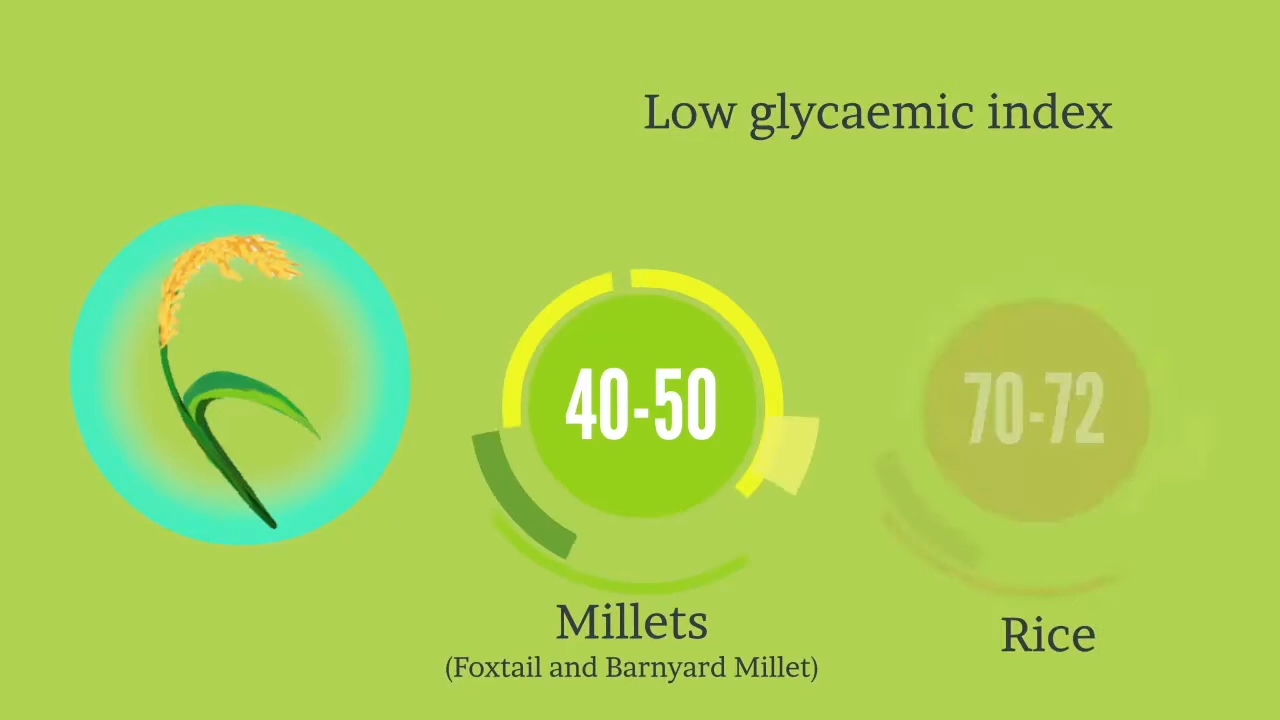 Low glycaemic index
40-50
70-72
Millets
(Foxtail and Barnyard Millet)
Rice